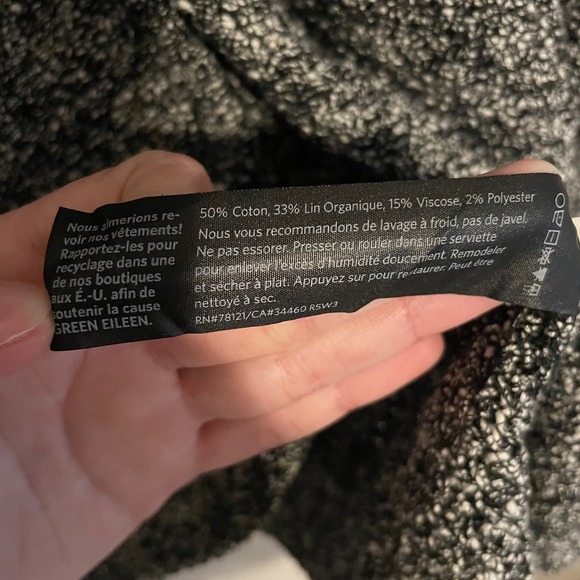 Nous aimerions re-
voir nos vêtements!
Rapportez-les pour
recyclage dans une
de nos boutiques
aux É.-U. afin de
soutenir la cause
GREEN EILEEN.
50% Coton, 33% Lin Organique, 15% Viscose, 2% Polyester
Nous vous recommandons de lavage à froid, pas de javel.
Ne pas essorer. Presser ou rouler dans une serviette
pour enlever l'excès d'humidité doucement. Remodeler
et sécher à plat. Appuyez sur pour restaurer. Peut être
nettoyé à sec.
RN#78121/CA#34460 R5W3